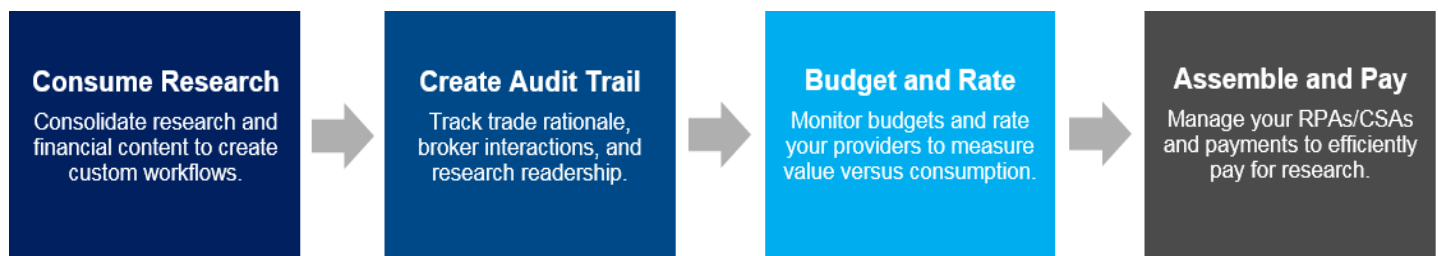 Consume Research
Consolidate research and
financial content to create
custom workflows.
Create Audit Trail
Track trade rationale,
broker interactions, and
research readership.
Budget and Rate
Monitor budgets and rate
your providers to measure
value versus consumption.
Assemble and Pay
Manage your RPAs/CSAs
and payments to efficiently
pay for research.